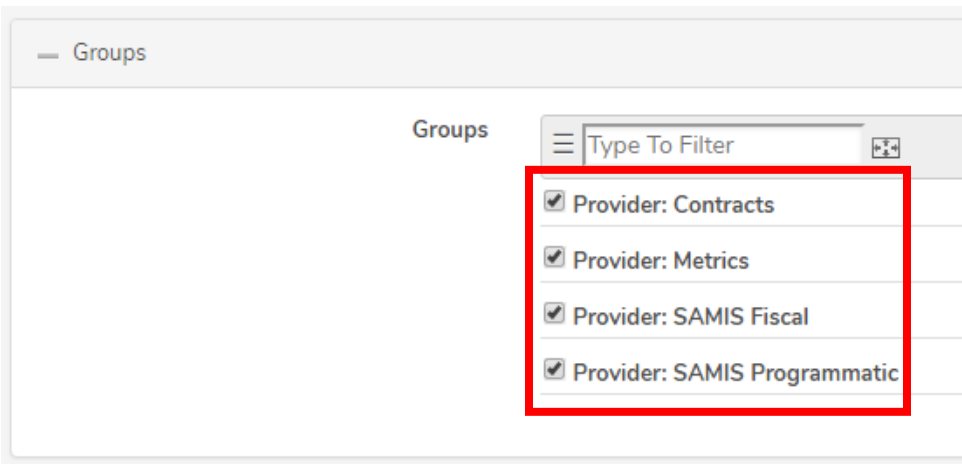 Groups
Groups
Type To Filter
Provider: Contracts
Provider: Metrics
Provider: SAMIS Fiscal
Provider: SAMIS Programmatic